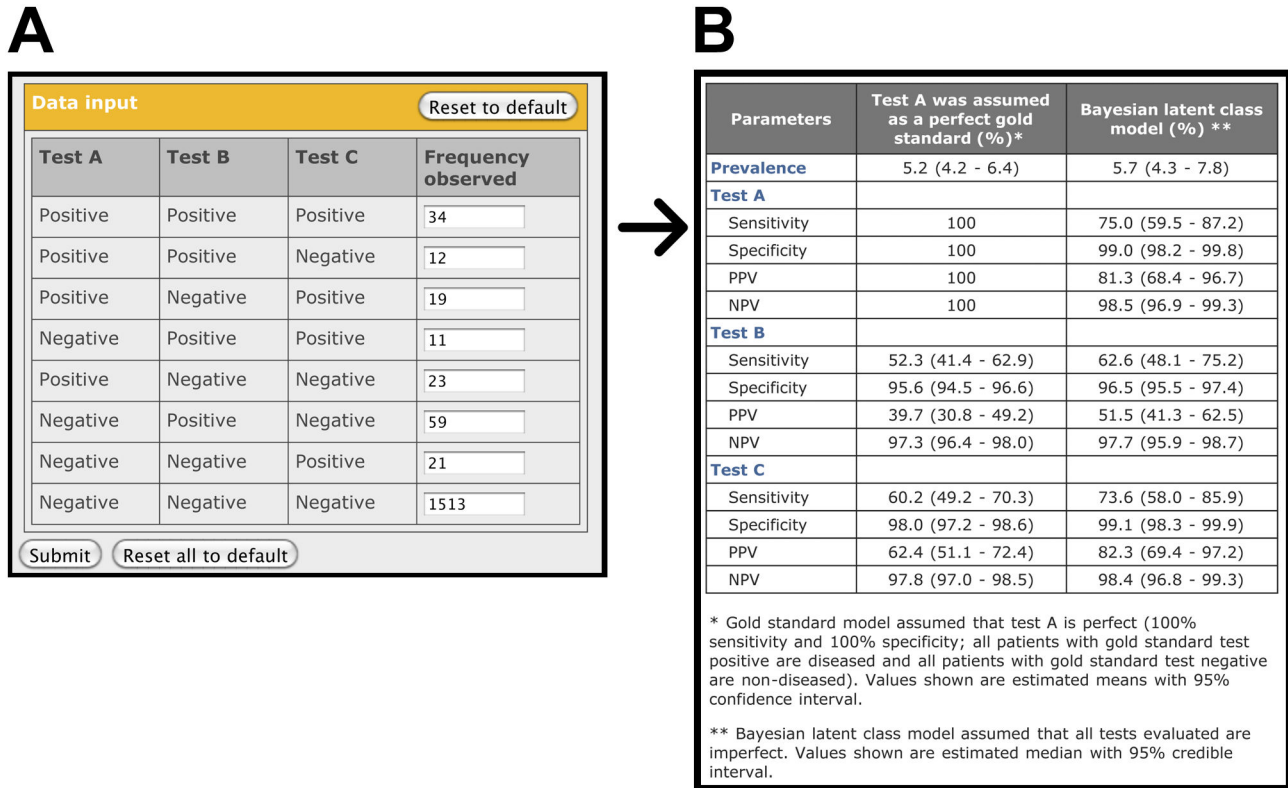 A
Data input
Reset to default
Test A Test B Test C Frequency
observed
Positive Positive Positive 34
Positive Positive Negative 12
Positive Negative Positive 19
Negative Positive Positive 11
Positive Negative Negative 23
Negative Positive Negative 59
Negative Negative Positive 21
Negative Negative Negative 1513
Submit Reset all to default
B
Parameters
Test A was assumed
as a perfect gold
standard (%)*
Bayesian latent class
model (%) **
Prevalence 5.2 (4.2 - 6.4) 5.7 (4.3 - 7.8)
Test A
Sensitivity 100 75.0 (59.5 - 87.2)
Specificity 100 99.0 (98.2 - 99.8)
PPV 100 81.3 (68.4 - 96.7)
NPV 100 98.5 (96.9 - 99.3)
Test B
Sensitivity 52.3 (41.4 - 62.9) 62.6 (48.1 - 75.2)
Specificity 95.6 (94.5 - 96.6) 96.5 (95.5 - 97.4)
PPV 39.7 (30.8 - 49.2) 51.5 (41.3 - 62.5)
NPV 97.3 (96.4 - 98.0) 97.7 (95.9 - 98.7)
Test C
Sensitivity 60.2 (49.2 - 70.3) 73.6 (58.0 - 85.9)
Specificity 98.0 (97.2 - 98.6) 99.1 (98.3 - 99.9)
PPV 62.4 (51.1 - 72.4) 82.3 (69.4 - 97.2)
NPV 97.8 (97.0 - 98.5) 98.4 (96.8 - 99.3)
* Gold standard model assumed that test A is perfect (100%
sensitivity and 100% specificity; all patients with gold standard test
positive are diseased and all patients with gold standard test negative
are non-diseased). Values shown are estimated means with 95%
confidence interval.
** Bayesian latent class model assumed that all tests evaluated are
imperfect. Values shown are estimated median with 95% credible
interval.